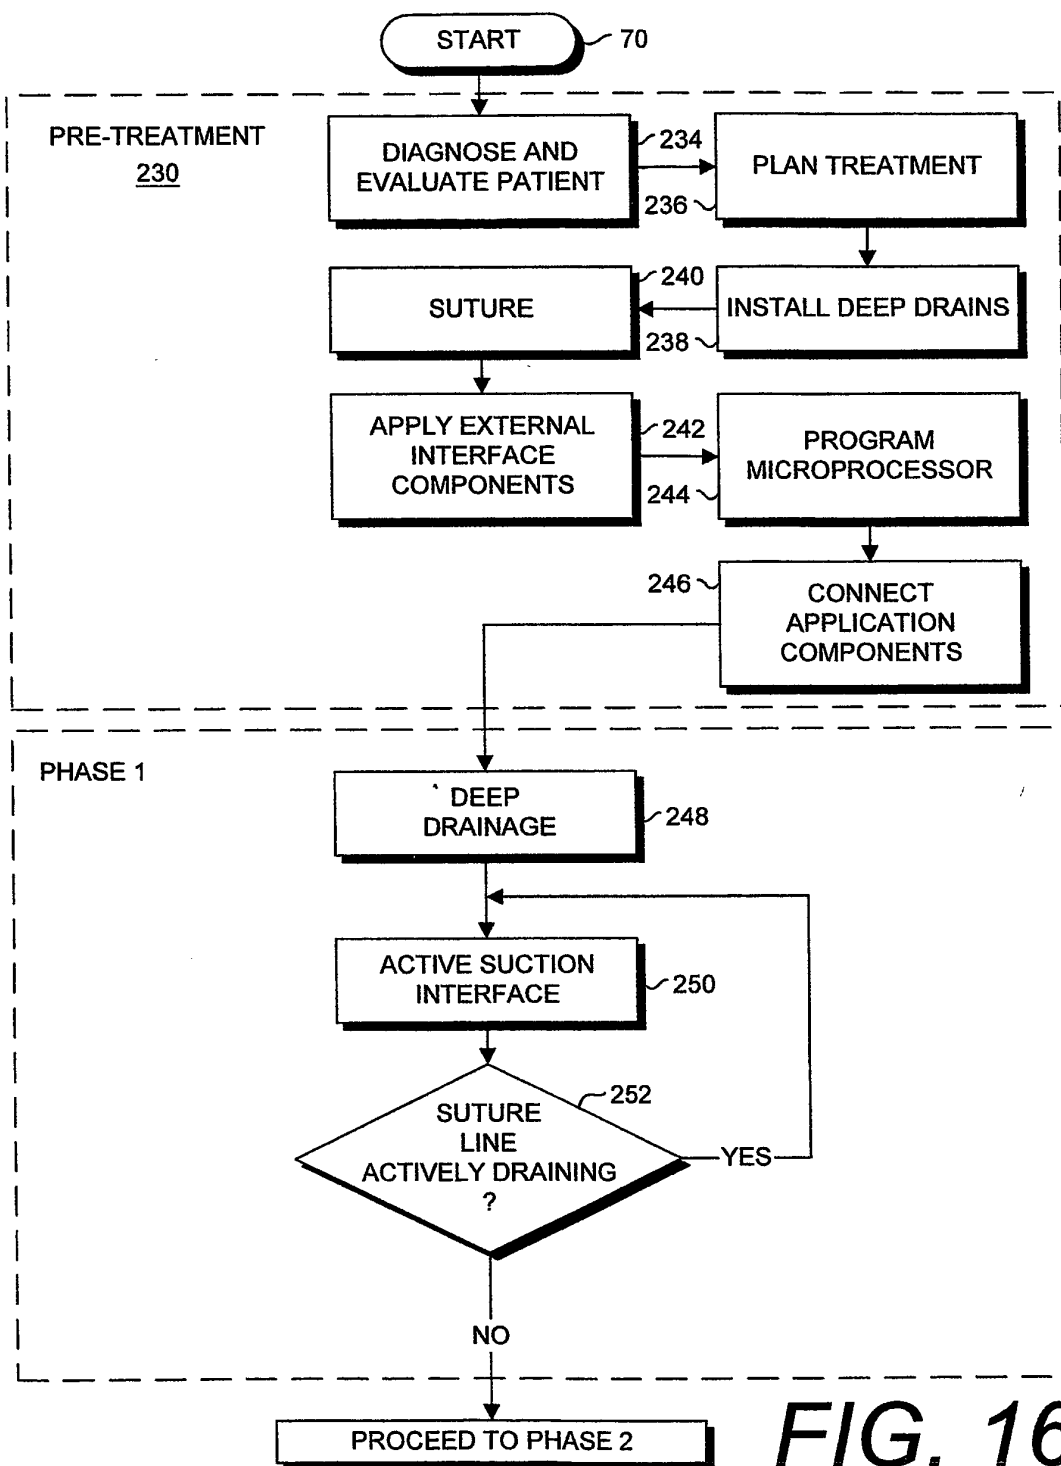 START
70
PRE-TREATMENT
230
DIAGNOSE AND
EVALUATE PATIENT
234
PLAN TREATMENT
236
INSTALL DEEP DRAINS
238
SUTURE
240
APPLY EXTERNAL
INTERFACE
COMPONENTS
242
PROGRAM
MICROPROCESSOR
244
CONNECT
APPLICATION
COMPONENTS
246
PHASE 1
DEEP
DRAINAGE
248
ACTIVE SUCTION
INTERFACE
250
SUTURE
LINE
ACTIVELY DRAINING
?
252
YES
NO
PROCEED TO PHASE 2
FIG. 16